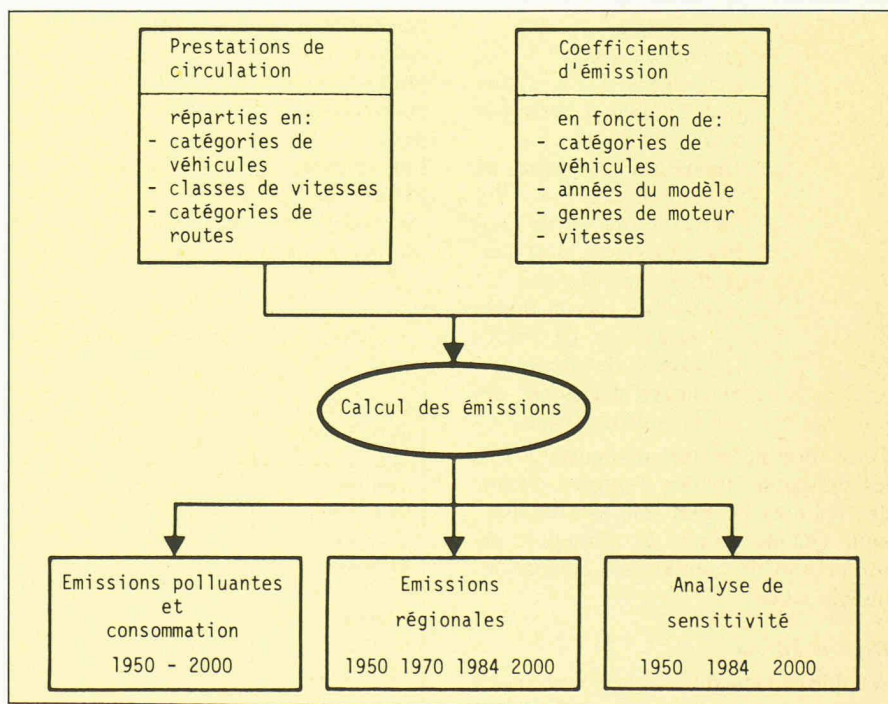 Prestations de
circulation
réparties en:
- catégories de
véhicules
- classes de vitesses
- catégories de
routes
Coefficients
d'émission
en fonction de:
- catégories de
véhicules
- années du modèle
- genres de moteur
- vitesses
Calcul des émissions
Emissions polluantes
et
consommation
1950 - 2000
Emissions
régionales
1950 1970 1984 2000
Analyse de
sensitivité
1950 1984 2000